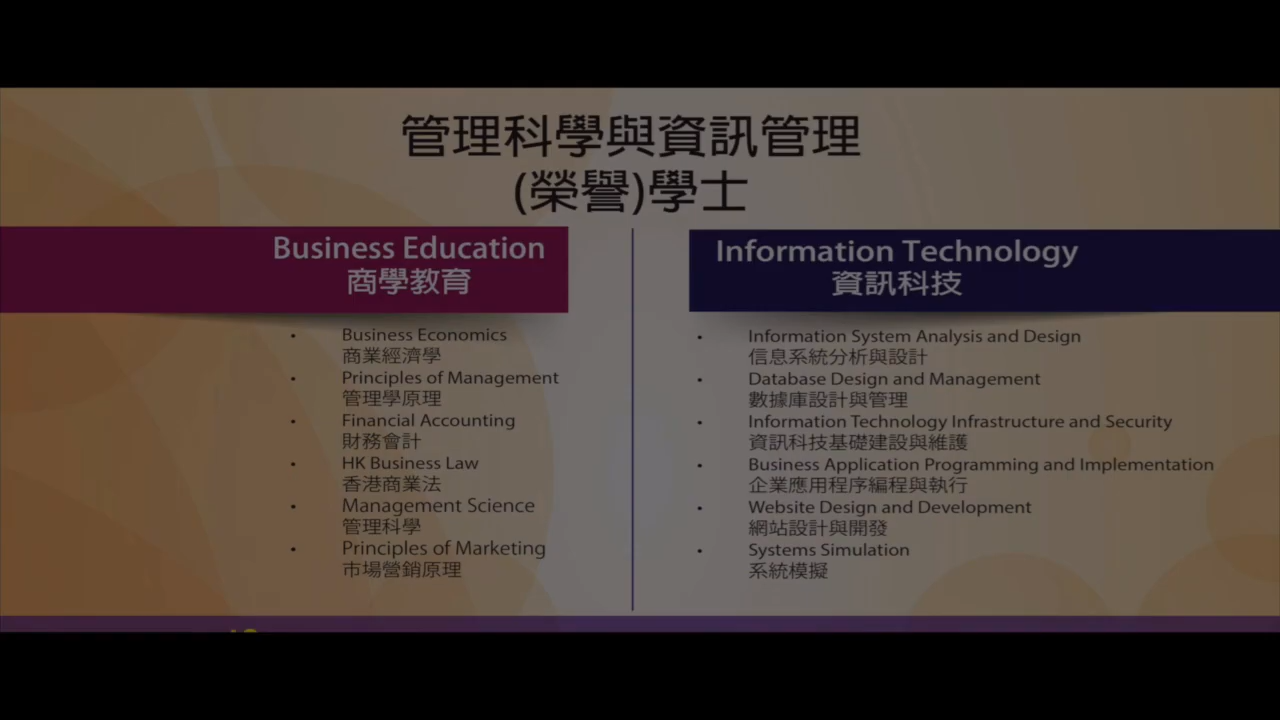 管理科學與資訊管理
(榮譽)學士
Business Education
商學教育
• Business Economics
商業經濟學
• Principles of Management
管理學原理
• Financial Accounting
財務會計
• HK Business Law
香港商業法
• Management Science
管理科學
• Principles of Marketing
市場營銷原理
Information Technology
資訊科技
• Information System Analysis and Design
信息系統分析與設計
• Database Design and Management
數據庫設計與管理
• Information Technology Infrastructure and Security
資訊科技基礎建設與維護
• Business Application Programming and Implementation
企業應用程序編程與執行
• Website Design and Development
網站設計與開發
• Systems Simulation
系統模擬